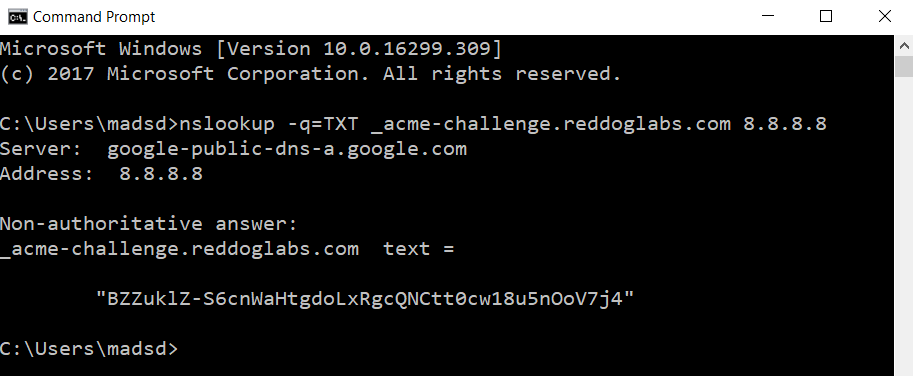 Command Prompt
Microsoft Windows [Version 10.0.16299.309]
(c) 2017 Microsoft Corporation. All rights reserved.
C:\Users\madsd>nslookup -q=TXT _acme-challenge.reddoglabs.com 8.8.8.8
Server:  google-public-dns-a.google.com
Address:  8.8.8.8
Non-authoritative answer:
_acme-challenge.reddoglabs.com  text =
"BZZuklZ-S6cnWaHtgdoLxRgcQNCtt0cw18u5nOoV7j4"
C:\Users\madsd>